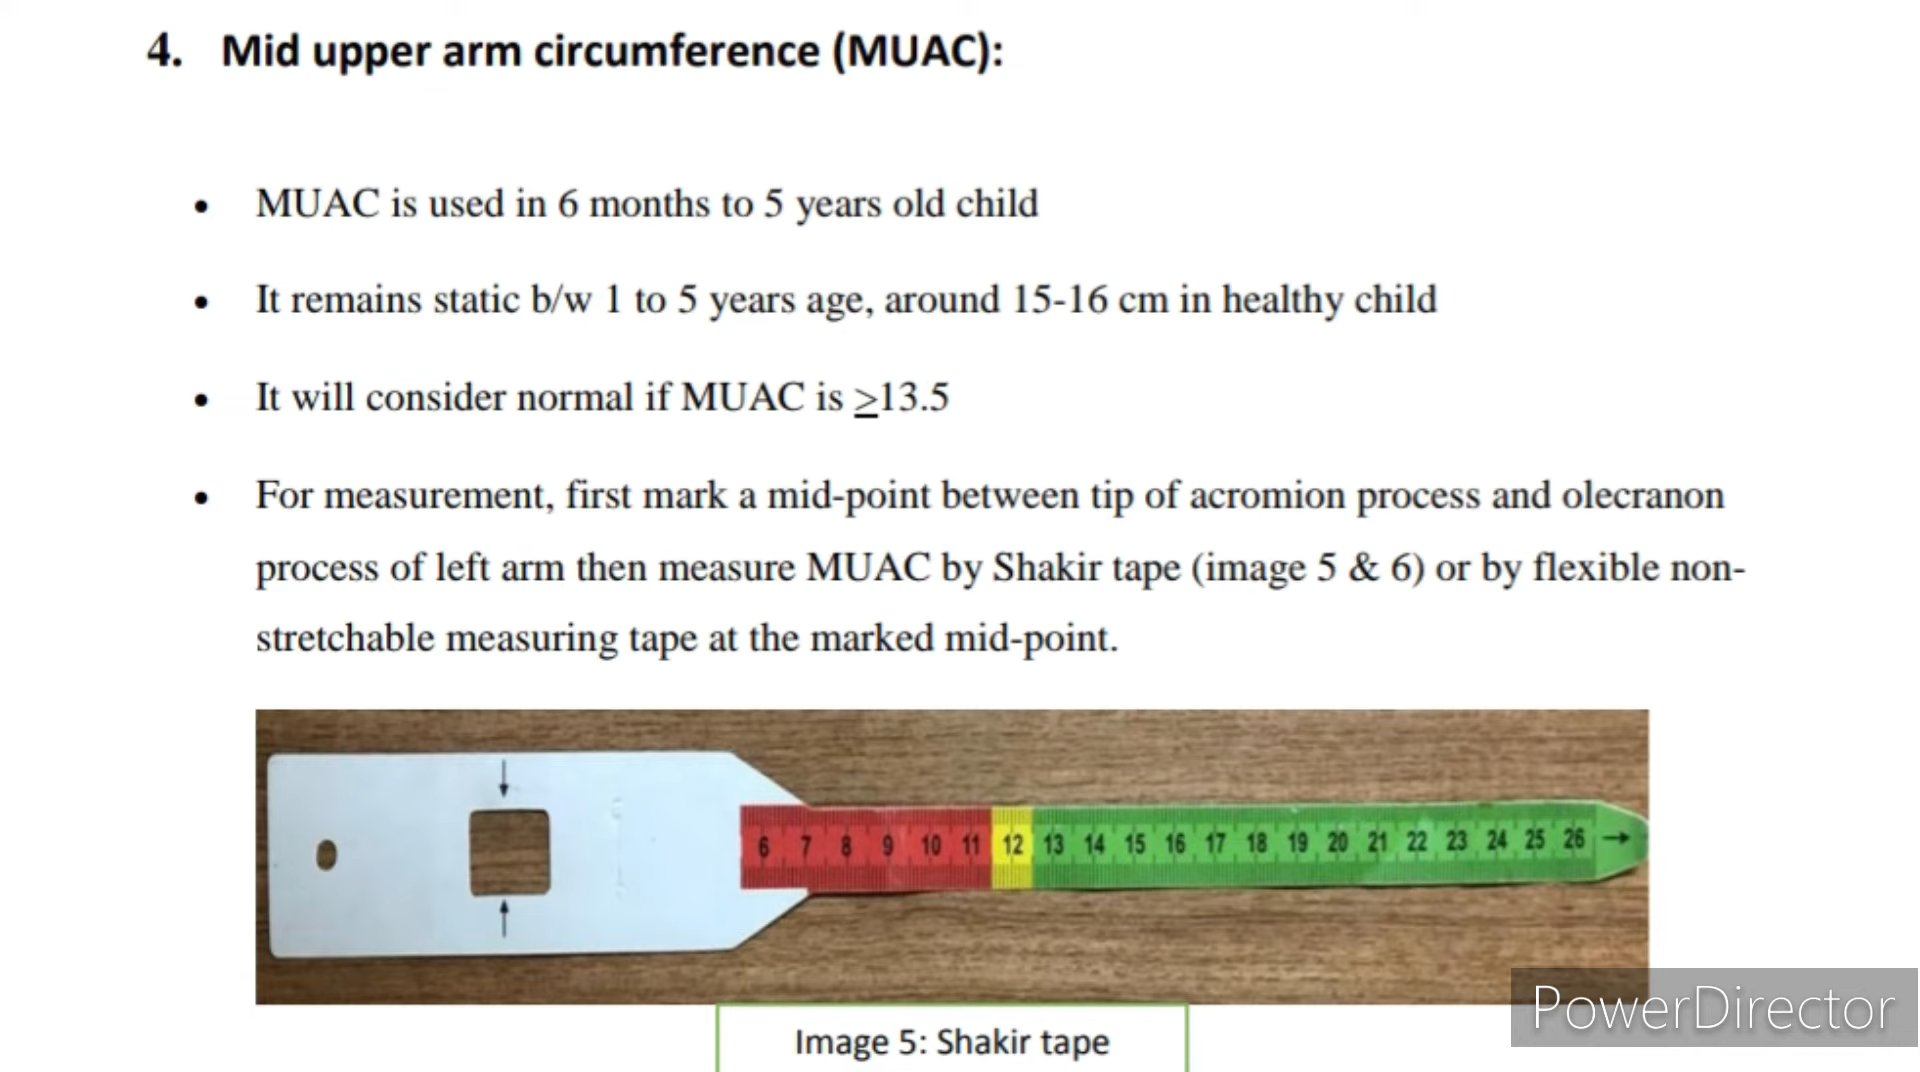 4. Mid upper arm circumference (MUAC):
• MUAC is used in 6 months to 5 years old child
• It remains static b/w 1 to 5 years age, around 15-16 cm in healthy child
• It will consider normal if MUAC is ≥13.5
• For measurement, first mark a mid-point between tip of acromion process and olecranon
process of left arm then measure MUAC by Shakir tape (image 5 & 6) or by flexible non-
stretchable measuring tape at the marked mid-point.
6 7 8 9 10 11 12 13 14 15 16 17 18 19 20 21 22 23 24 25 26
PowerDirector
Image 5: Shakir tape